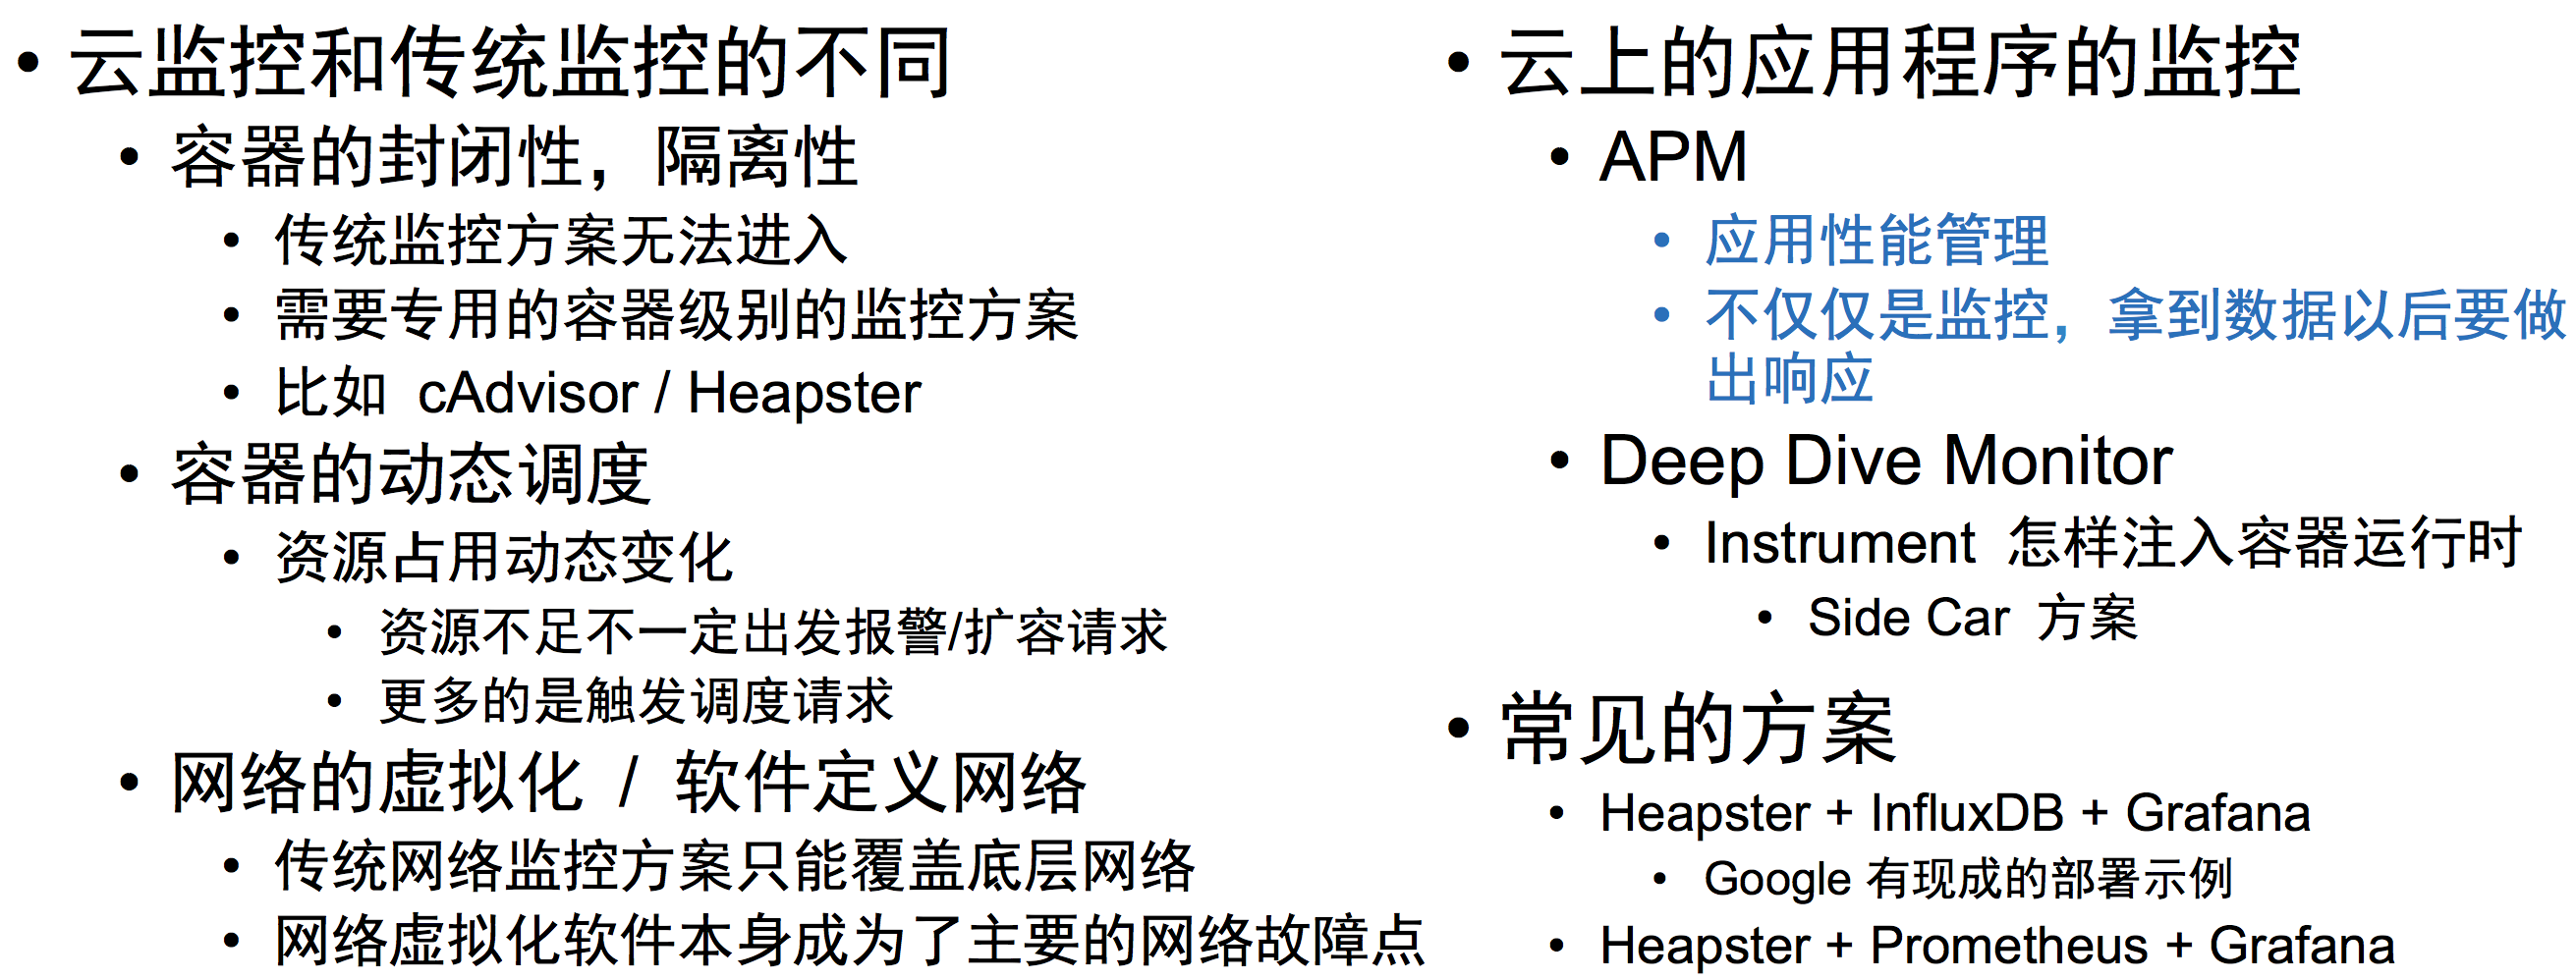 • 云监控和传统监控的不同
• 容器的封闭性，隔离性
• 传统监控方案无法进入
• 需要专用的容器级别的监控方案
• 比如 cAdvisor / Heapster
• 容器的动态调度
• 资源占用动态变化
• 资源不足不一定出发报警/扩容请求
• 更多的是触发调度请求
• 网络的虚拟化 / 软件定义网络
• 传统网络监控方案只能覆盖底层网络
• 网络虚拟化软件本身成为了主要的网络故障点
• 云上的应用程序的监控
• APM
• 应用性能管理
• 不仅仅是监控，拿到数据以后要做
出响应
• Deep Dive Monitor
• Instrument 怎样注入容器运行时
• Side Car 方案
• 常见的方案
• Heapster + InfluxDB + Grafana
• Google 有现成的部署示例
• Heapster + Prometheus + Grafana